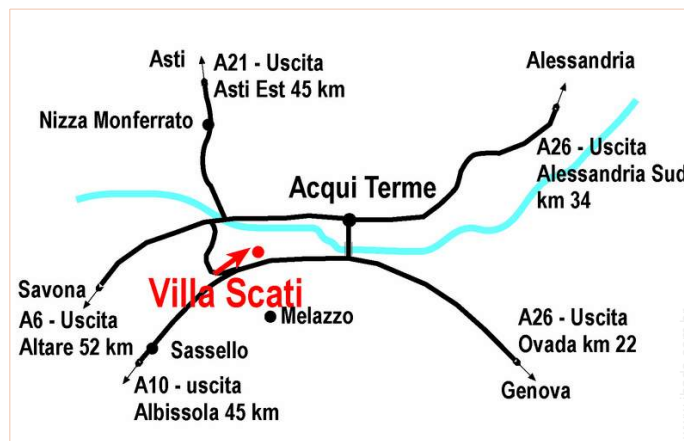 Asti
A21 - Uscita
Asti Est 45 km
Alessandria
Nizza Monferrato
A26 - Uscita
Alessandria Sud
km 34
Acqui Terme
Villa Scati
Savona
A6 - Uscita
Altare 52 km
Melazzo
Sassello
A26 - Uscita
Ovada km 22
A10 - uscita
Albissola 45 km
Genova